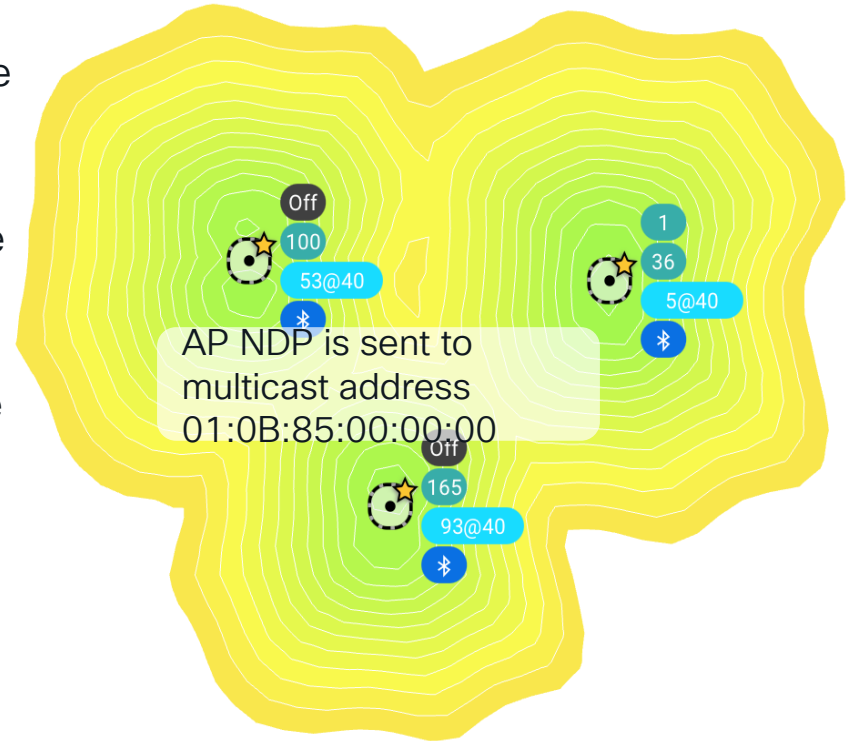 e
e
e
Off
100
53@40
1
36
5@40
AP NDP is sent to
multicast address
01:0B:85:00:00:00
Off
165
93@40